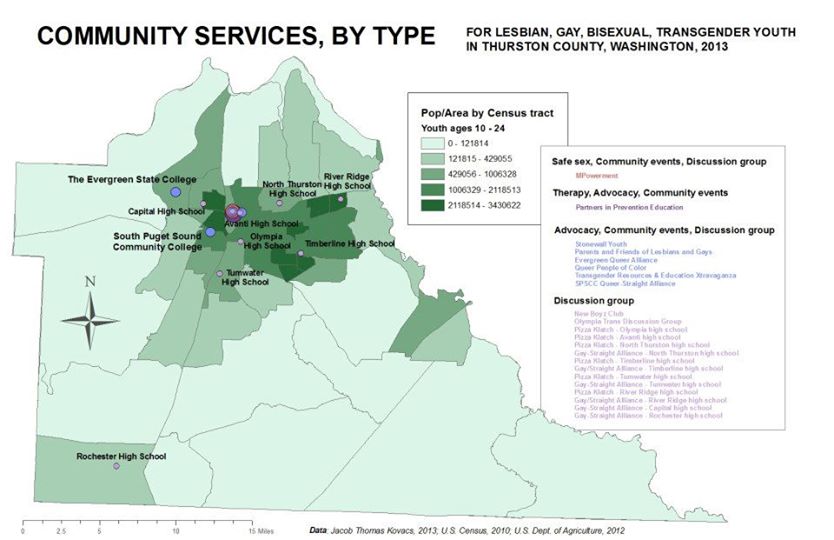 COMMUNITY SERVICES, BY TYPE
FOR LESBIAN, GAY, BISEXUAL, TRANSGENDER YOUTH
IN THURSTON COUNTY, WASHINGTON, 2013
Pop/Area by Census tract
Youth ages 10 - 24
0 - 121814
121815 - 429055
429056 - 1006328
1006329 - 2118513
2118514 - 3430622
Safe sex, Community events, Discussion group
MPowerment
Therapy, Advocacy, Community events
Partners in Prevention Education
Advocacy, Community events, Discussion group
Stonewall Youth
Parents and Friends of Lesbians and Gays
Evergreen Queer Alliance
Queer People of Color
Transgender Resources & Education Xtravaganza
SPSCC Queer-Straight Alliance
Discussion group
New Boyz Club
Olympia Trans Discussion Group
Pizza Klatch - Olympia high school
Pizza Klatch - Avanti high school
Pizza Klatch - North Thurston high school
Gay-Straight Alliance - North Thurston high school
Pizza Klatch - Timberline high school
Gay/Straight Alliance - Timberline high school
Pizza Klatch - Tumwater high school
Gay-Straight Alliance - Tumwater high school
Pizza Klatch - River Ridge high school
Gay/Straight Alliance - River Ridge high school
Gay-Straight Alliance - Capital high school
Gay-Straight Alliance - Rochester high school
The Evergreen State College
Capital High School
North Thurston
High School
River Ridge
High School
Avanti High School
South Puget Sound
Community College
Olympia
High School
Timberline High School
Tumwater
High School
N
Rochester High School
0 2.5 5 10 15 Miles
Data: Jacob Thomas Kovacs, 2013; U.S. Census, 2010; U.S. Dept. of Agriculture, 2012